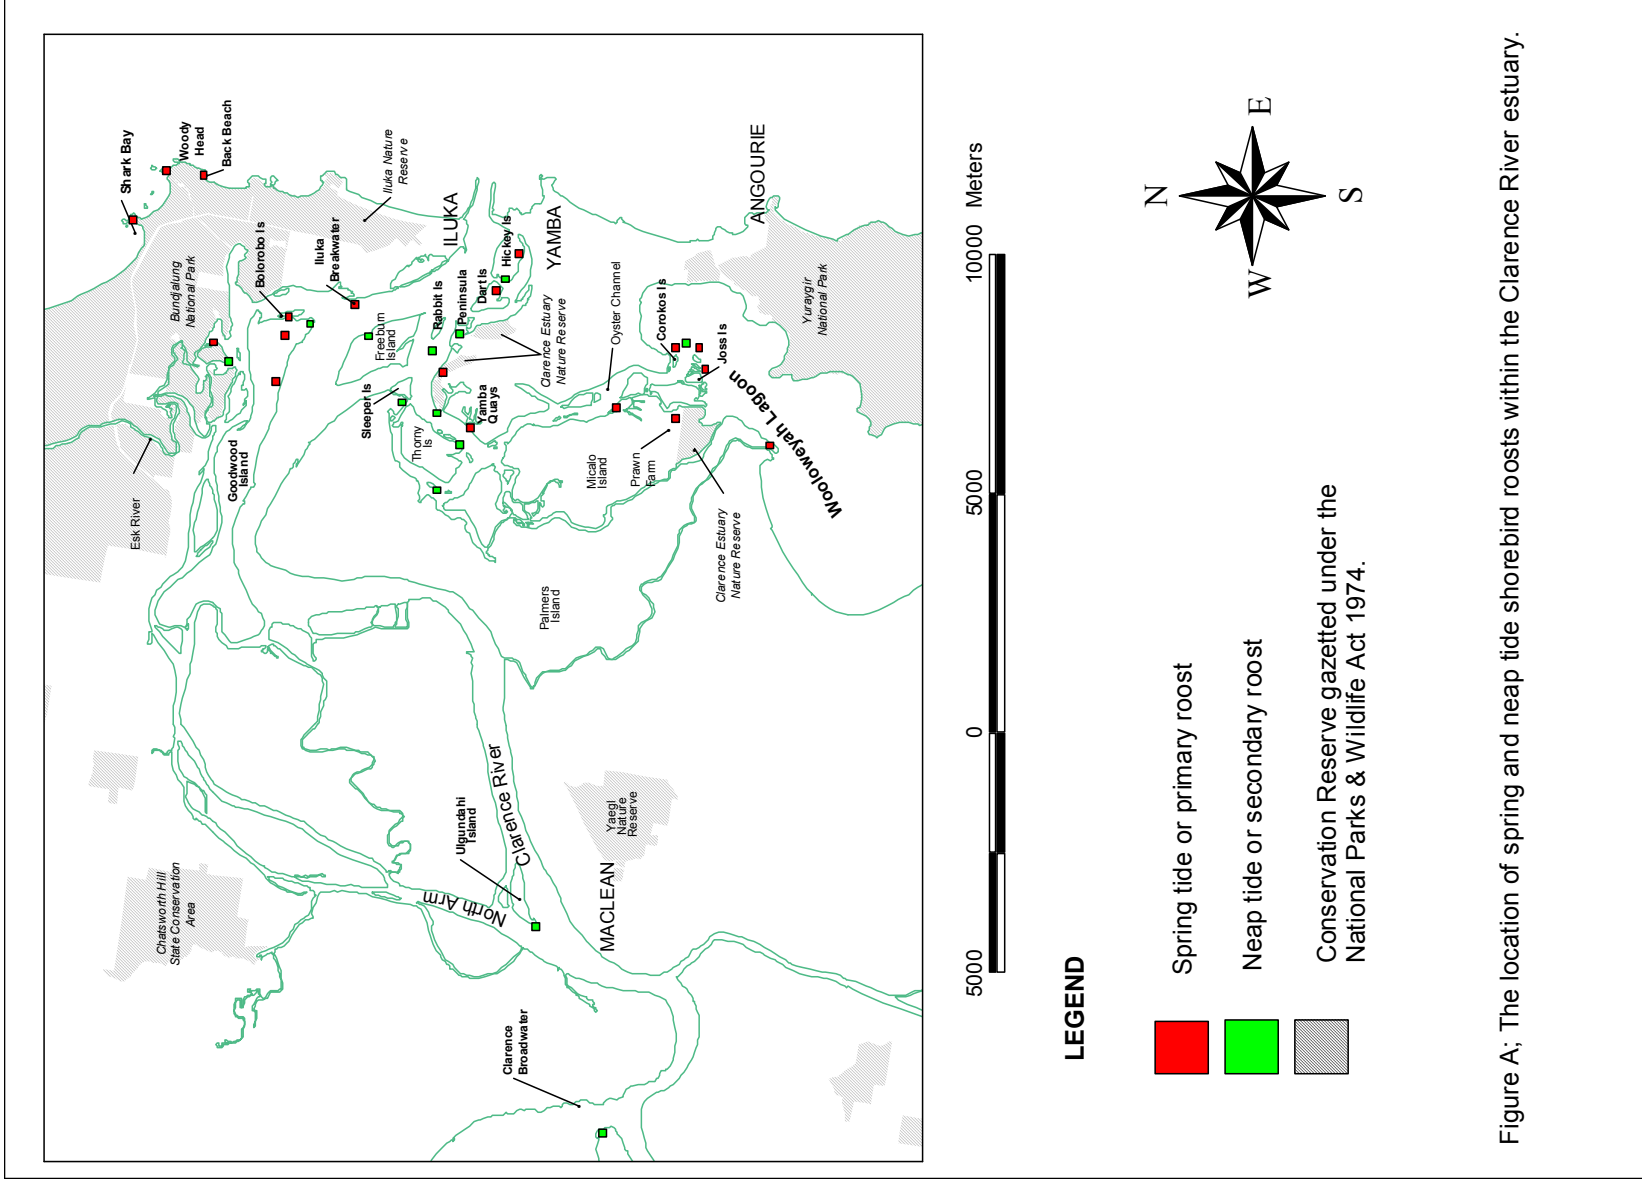 Shark Bay
Woody
Head
Back Beach
Iluka Nature
Reserve
Bundjalung
National Park
Bolorobo Is
Iluka
Breakwater
ILUKA
Hickey Is
YAMBA
ANGOURIE
Dart Is
Peninsula
Rabbit Is
Freeburn
Island
Clarence Estuary
Nature Reserve
Oyster Channel
Corokos Is
Joss Is
Yuraygir
National Park
Wooloweyah Lagoon
Sleeper Is
Thorny
Is
Yamba
Quays
Goodwood
Island
Esk River
Micalo
Island
Prawn
Farm
Clarence Estuary
Nature Reserve
Palmers
Island
Clarence River
Ulgundahi
Island
North Arm
Yaegl
Nature
Reserve
MACLEAN
Chatsworth Hill
State Conservation
Area
Clarence
Broadwater
5000 0 5000 10000 Meters
N
E
S
W
LEGEND
Spring tide or primary roost
Neap tide or secondary roost
Conservation Reserve gazetted under the
National Parks & Wildlife Act 1974.
Figure A; The location of spring and neap tide shorebird roosts within the Clarence River estuary.